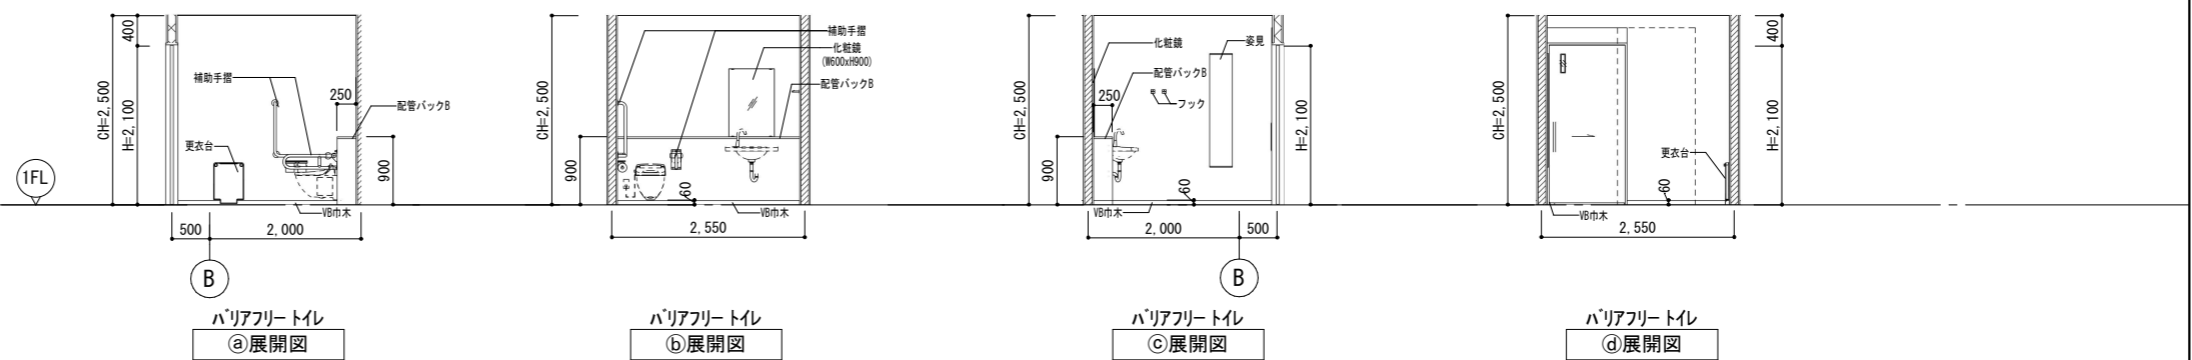 1FL
CH=2,500
400
H=2,100
補助手摺
250
配管パックB
更衣台
900
VB巾木
500
2,000
B
バリアフリートイレ
ⓐ展開図
CH=2,500
補助手摺
化粧鏡
(W600xH900)
配管パックB
900
60
VB巾木
2,550
バリアフリートイレ
ⓑ展開図
CH=2,500
化粧鏡
姿見
配管パックB
250
フック
H=2,100
900
60
VB巾木
2,000
500
B
バリアフリートイレ
ⓒ展開図
CH=2,500
400
H=2,100
更衣台
60
VB巾木
2,550
バリアフリートイレ
ⓓ展開図